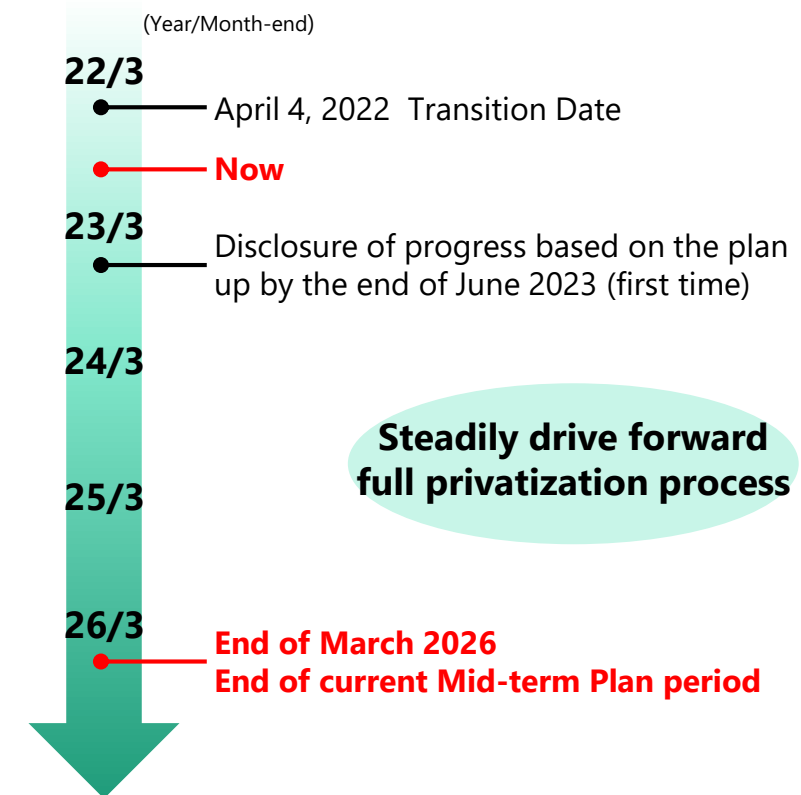 (Year/Month-end)
22/3
April 4, 2022  Transition Date
Now
23/3
Disclosure of progress based on the plan
up by the end of June 2023 (first time)
24/3
Steadily drive forward
full privatization process
25/3
26/3
End of March 2026
End of current Mid-term Plan period